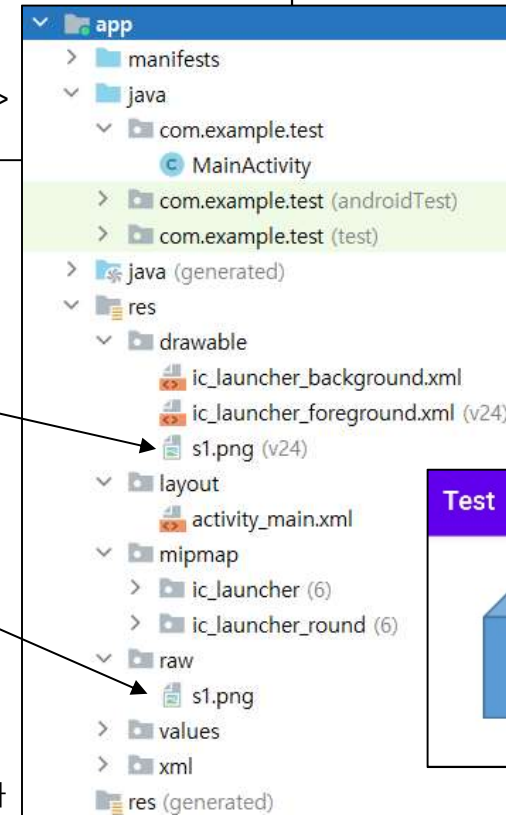 app
>
manifests
java
com.example.test
MainActivity
com.example.test (androidTest)
com.example.test (test)
java (generated)
res
drawable
ic_launcher_background.xml
ic_launcher_foreground.xml (v24)
s1.png (v24)
layout
activity_main.xml
Test
mipmap
ic_launcher (6)
ic_launcher_round (6)
raw
s1.png
values
xml
res (generated)